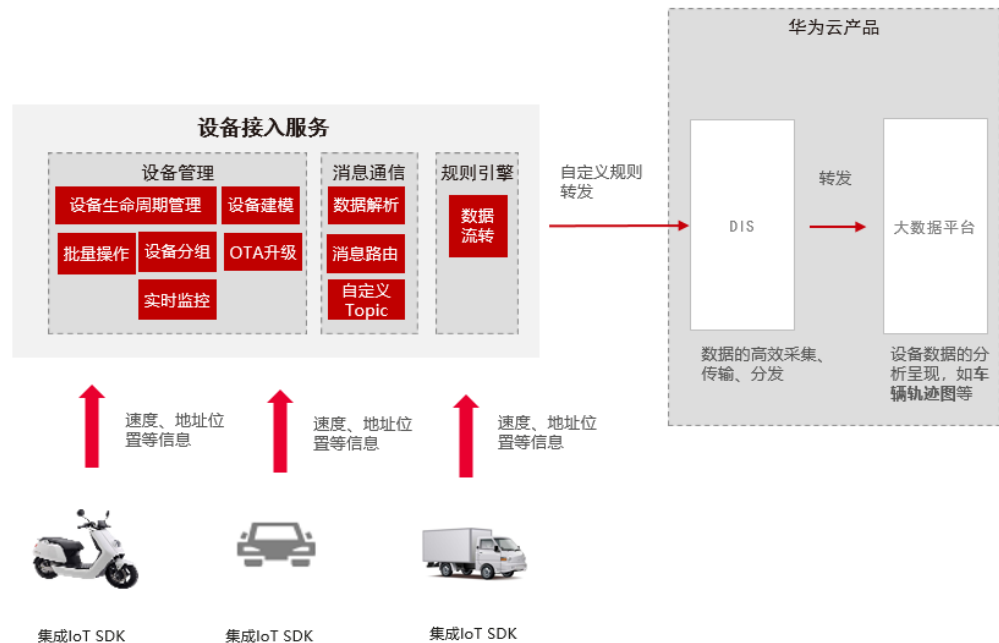 华为云产品
设备接入服务
设备管理
设备生命周期管理
设备建模
批量操作
设备分组
OTA升级
实时监控
消息通信
数据解析
消息路由
自定义
Topic
规则引擎
数据
流转
自定义规则
转发
DIS
转发
大数据平台
数据的高效采集、
传输、分发
设备数据的分
析呈现，如车
辆轨迹图等
速度、地址位
置等信息
速度、地址位
置等信息
速度、地址位
置等信息
集成IoT SDK
集成IoT SDK
集成IoT SDK